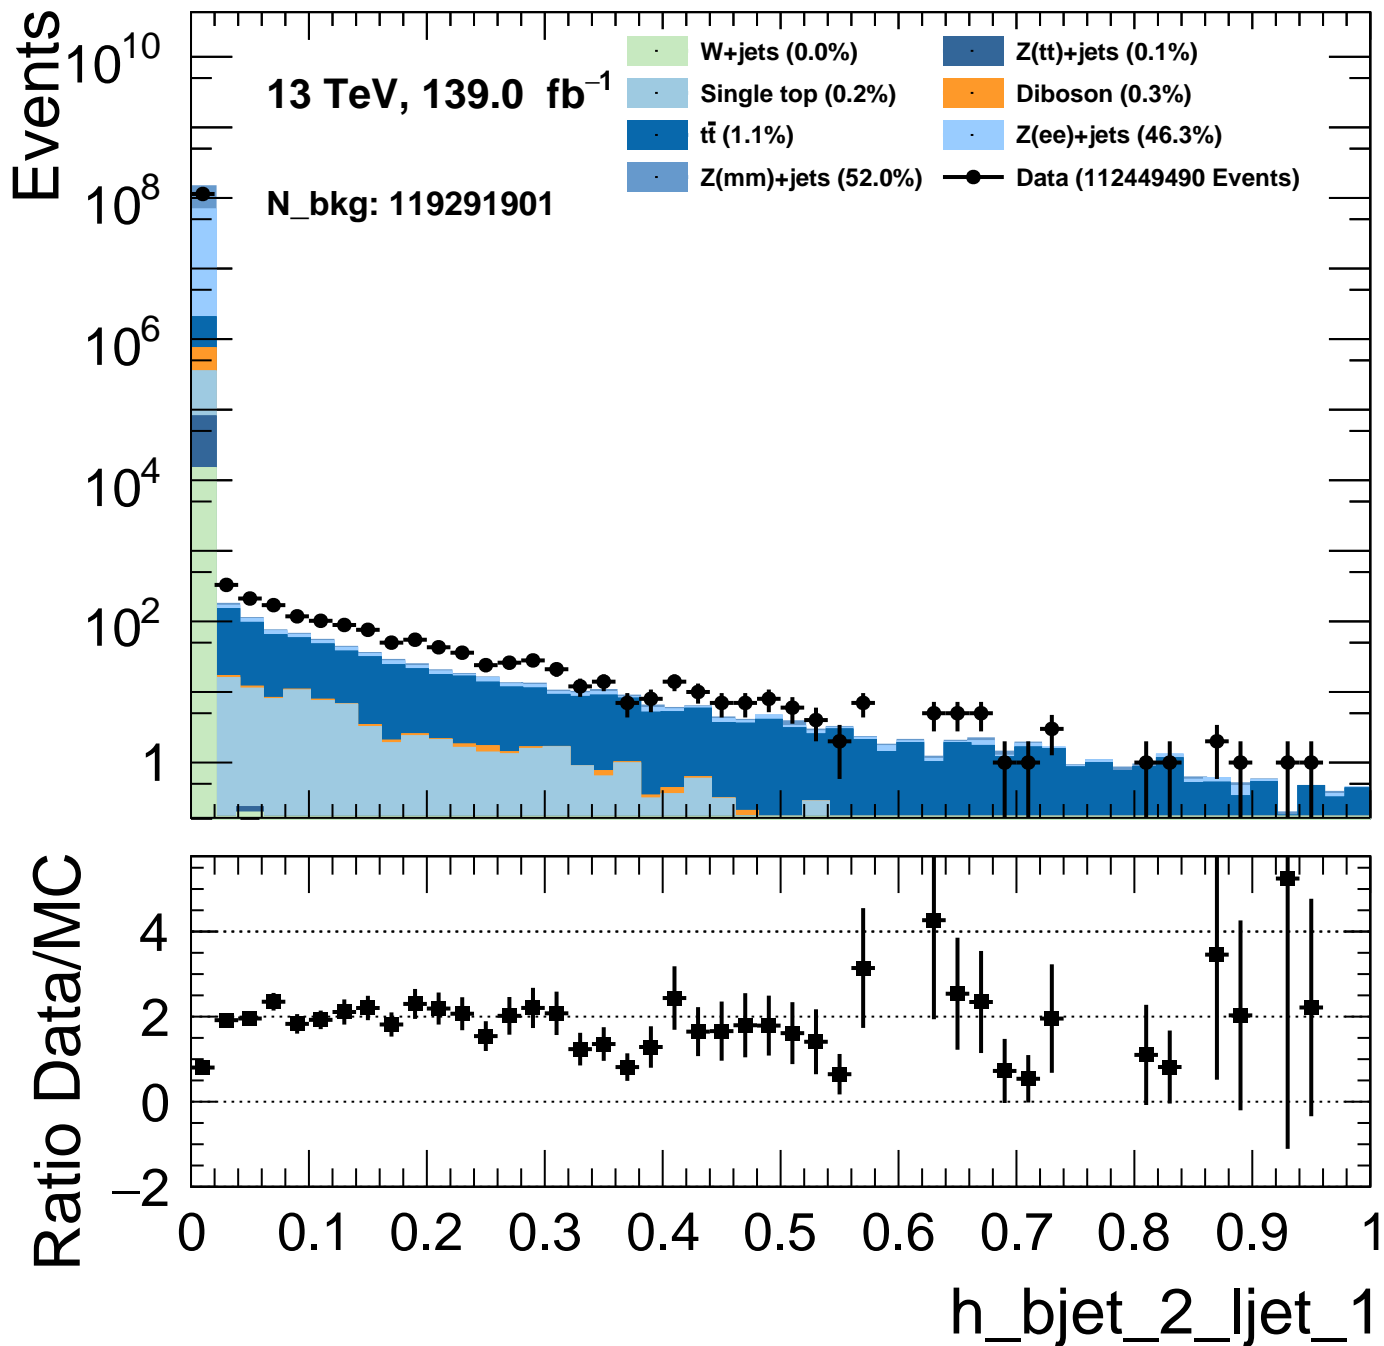 Events
10^10
10^8
10^6
10^4
10^2
1
13 TeV, 139.0 fb^−1
N_bkg: 119291901
W+jets (0.0%)
Single top (0.2%)
tt̄ (1.1%)
Z(mm)+jets (52.0%)
Z(tt)+jets (0.1%)
Diboson (0.3%)
Z(ee)+jets (46.3%)
Data (112449490 Events)
Ratio Data/MC
4
2
0
−2
0 0.1 0.2 0.3 0.4 0.5 0.6 0.7 0.8 0.9 1
h_bjet_2_ljet_1